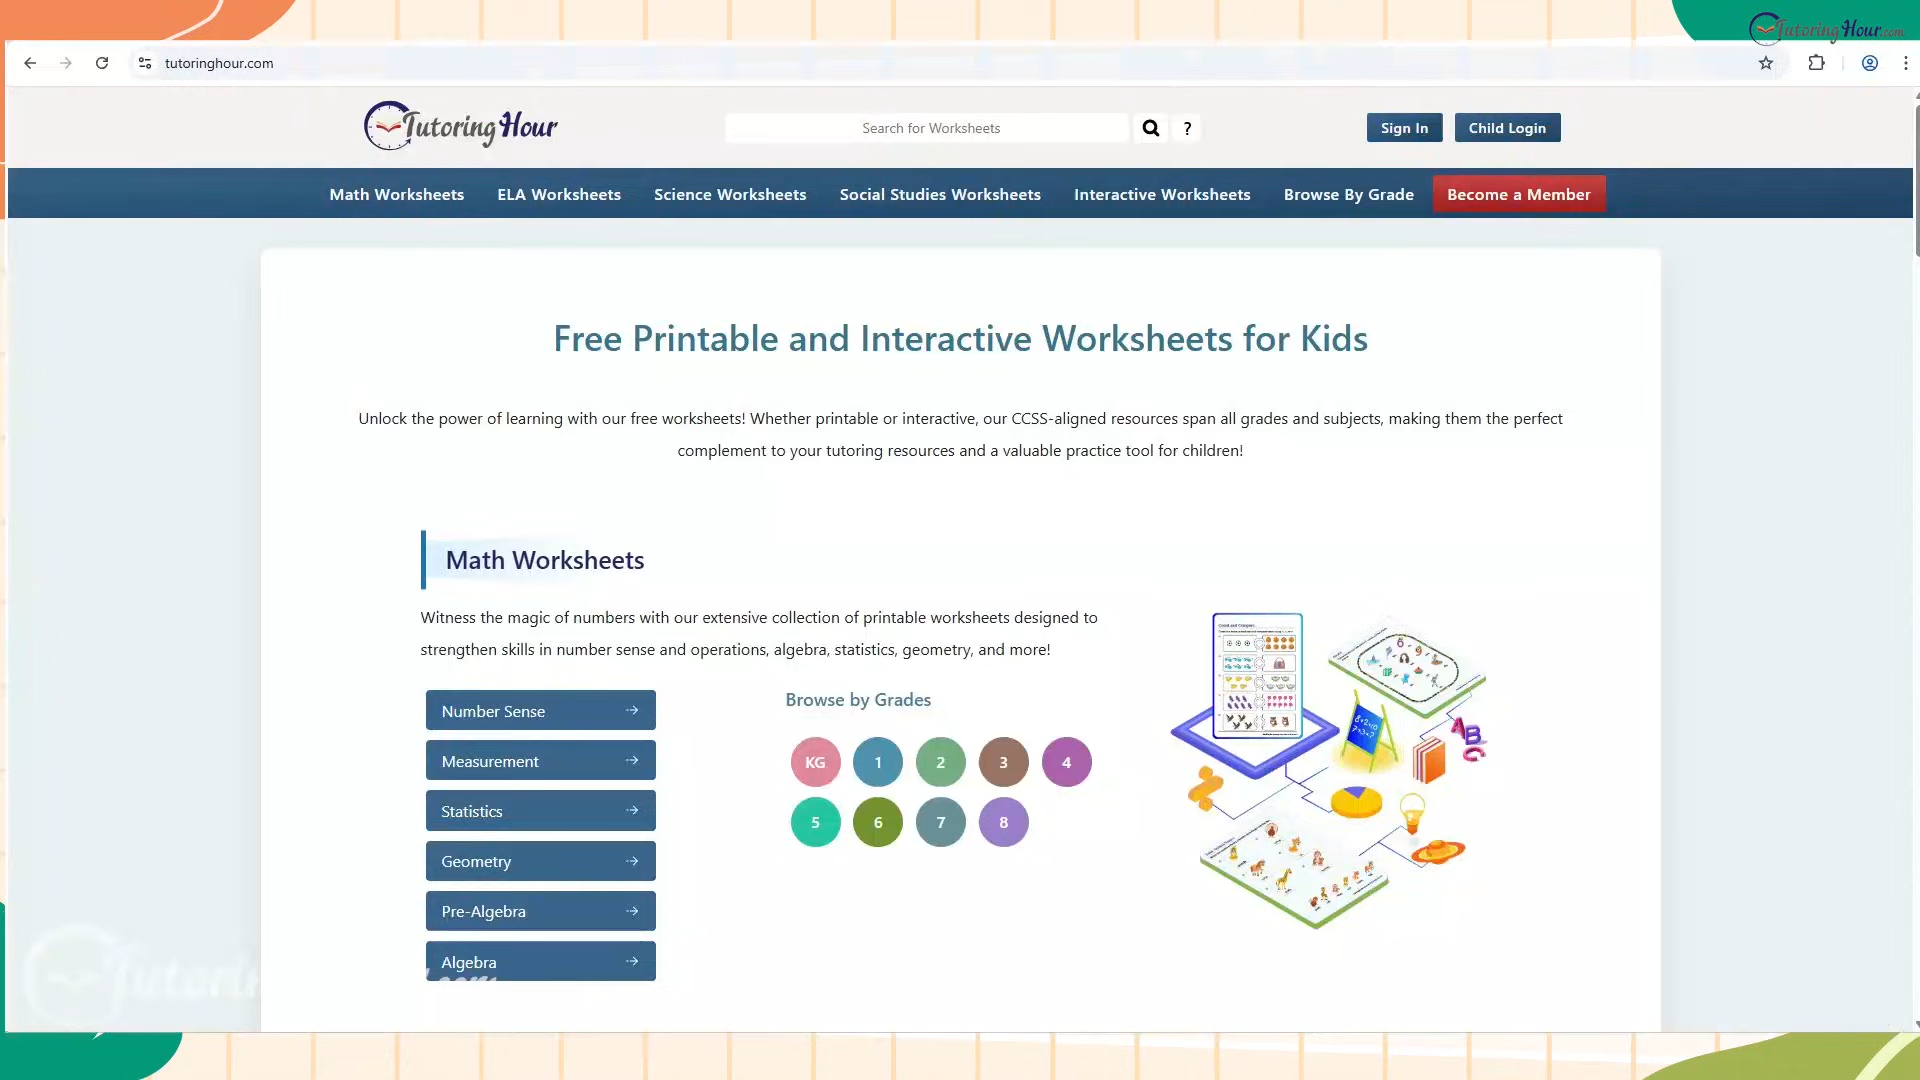 TutoringHour.com
tutoringhour.com
TutoringHour
Search for Worksheets
?
Sign In
Child Login
Math Worksheets
ELA Worksheets
Science Worksheets
Social Studies Worksheets
Interactive Worksheets
Browse By Grade
Become a Member
Free Printable and Interactive Worksheets for Kids
Unlock the power of learning with our free worksheets! Whether printable or interactive, our CCSS-aligned resources span all grades and subjects, making them the perfect
complement to your tutoring resources and a valuable practice tool for children!
Math Worksheets
Witness the magic of numbers with our extensive collection of printable worksheets designed to
strengthen skills in number sense and operations, algebra, statistics, geometry, and more!
Number Sense
Measurement
Statistics
Geometry
Pre-Algebra
Algebra
Browse by Grades
KG
1
2
3
4
5
6
7
8
Count and Compare
A
B
C